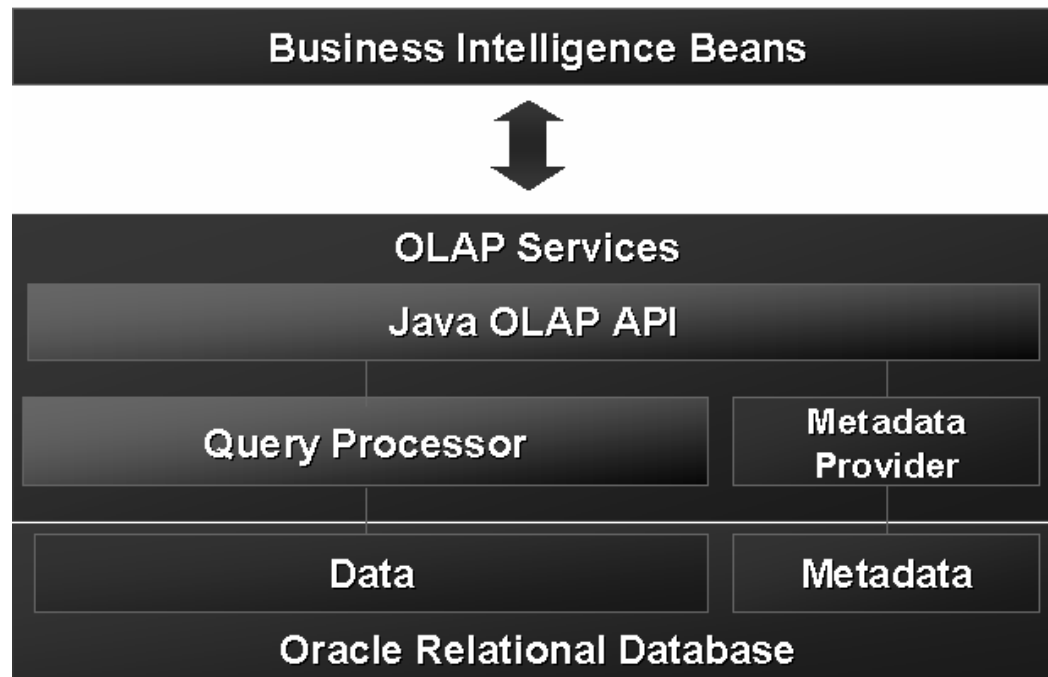 Business Intelligence Beans
OLAP Services
Java OLAP API
Query Processor
Metadata
Provider
Data
Metadata
Oracle Relational Database